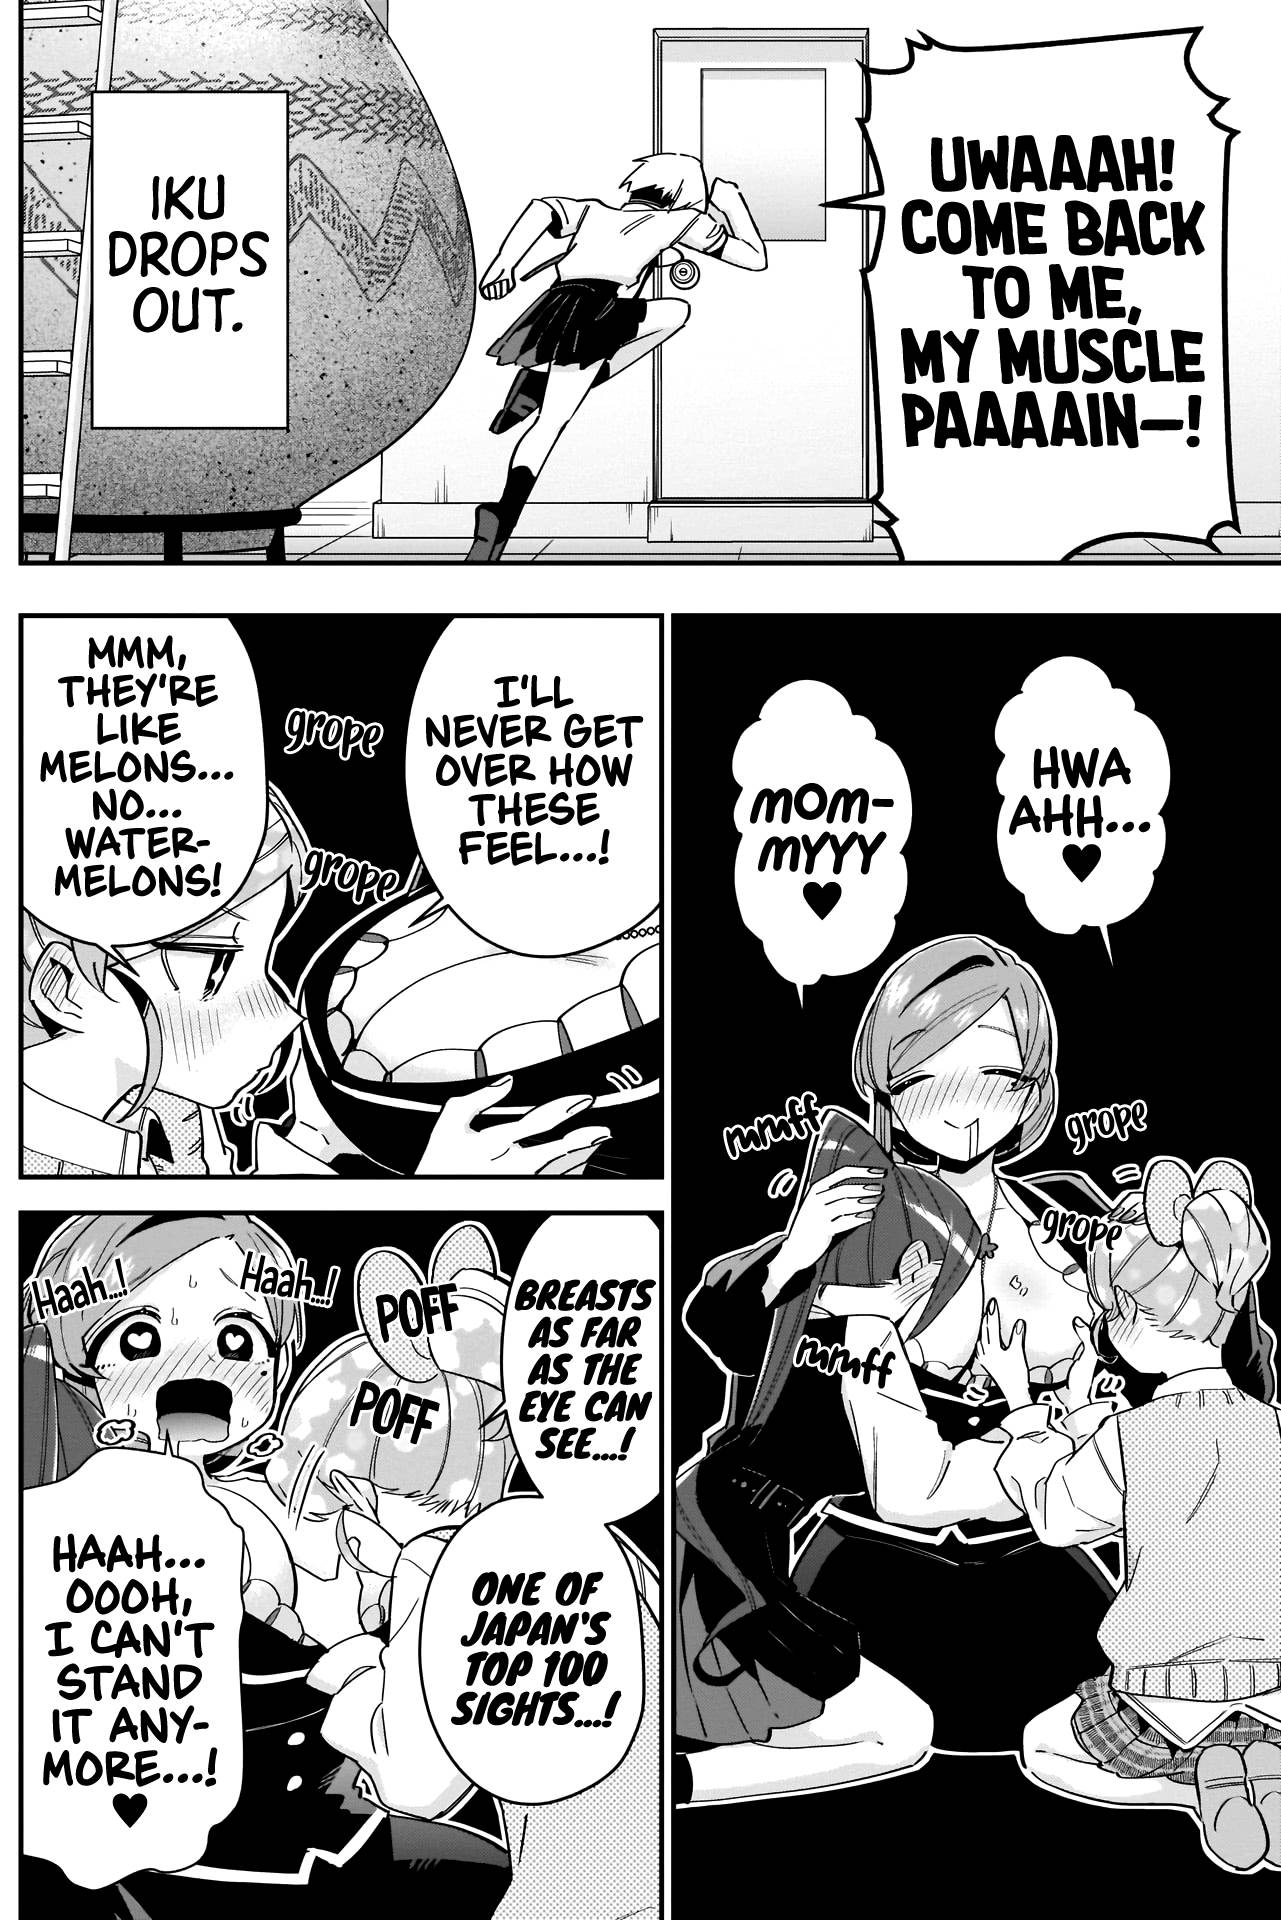 UWAAAH!
COME BACK
TO ME,
MY MUSCLE
PAAAAIN—!
IKU
DROPS
OUT.
HWA
AHH...
♥
MOM-
MYYY
♥
nuruff
grope
grope
nuruff
I'LL
NEVER GET
OVER HOW
THESE
FEEL...!
grope
grope
MMM,
THEY'RE
LIKE
MELONS...
NO...
WATER-
MELONS!
BREASTS
AS FAR
AS THE
EYE CAN
SEE...!
ONE OF
JAPAN'S
TOP 100
SIGHTS...!
POFF
POFF
Haah...!
Haah...!
HAAH...
OOOH,
I CAN'T
STAND
IT ANY-
MORE...!
♥